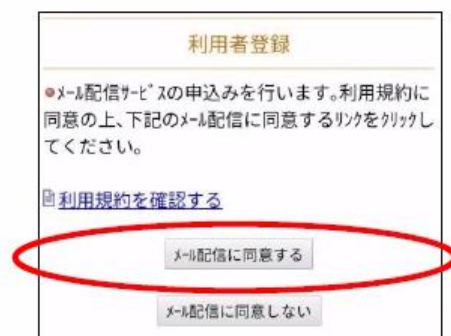 利用者登録
●ﾒｰﾙ配信ｻｰﾋﾞｽの申込みを行います。利用規約に
同意の上、下記のﾒｰﾙ配信に同意するﾘﾝｸをｸﾘｯｸし
てください。
利用規約を確認する
ﾒｰﾙ配信に同意する
ﾒｰﾙ配信に同意しない